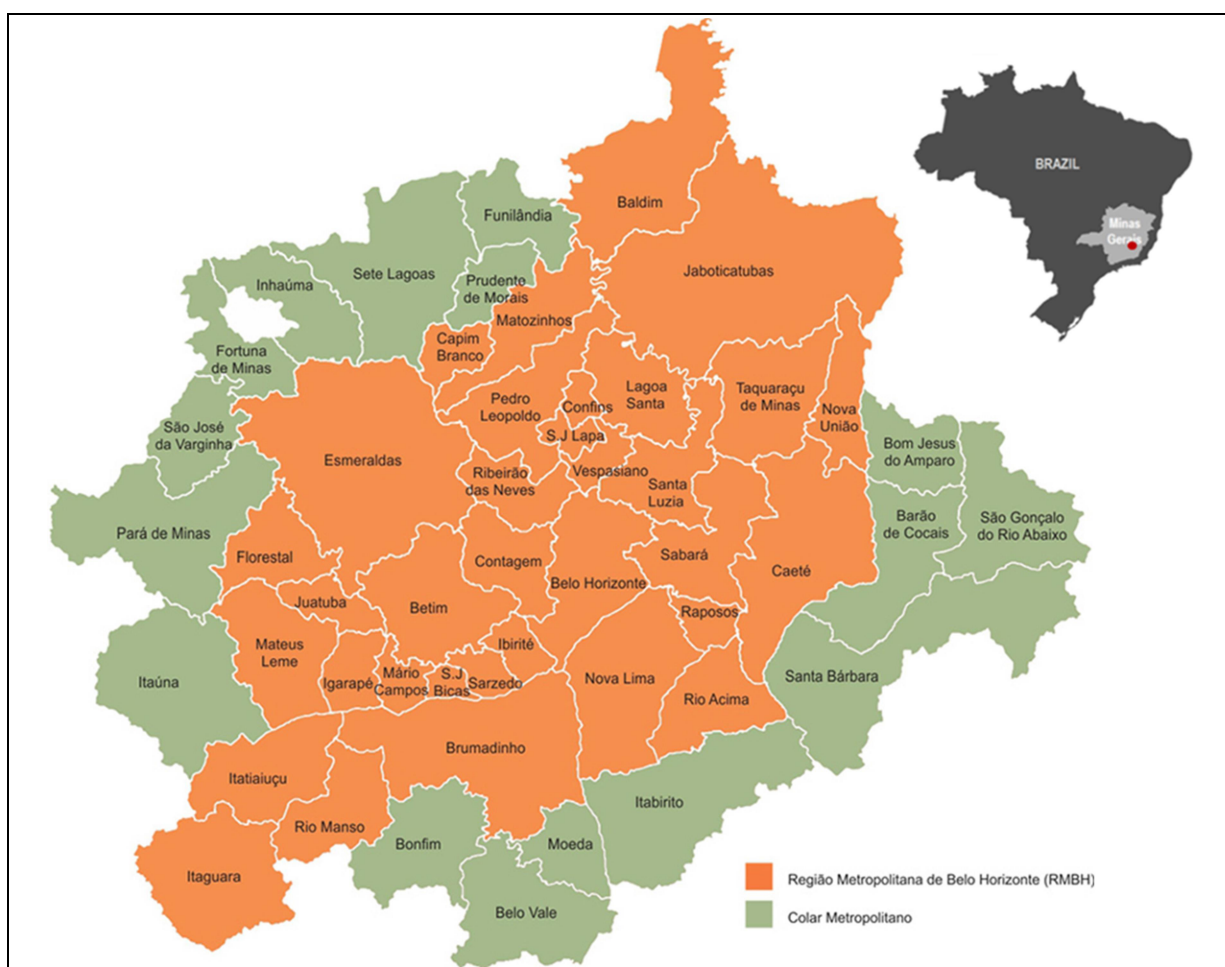 BRAZIL
Minas
Gerais
Baldim
Funilândia
Jaboticatubas
Sete Lagoas
Inhaúma
Prudente
de Morais
Matozinhos
Capim
Branco
Fortuna
de Minas
Lagoa
Santa
Taquaraçu
de Minas
Pedro
Leopoldo
Confins
Nova
União
São José
da Varginha
S.J Lapa
Bom Jesus
do Amparo
Esmeraldas
Ribeirão
das Neves
Vespasiano
Santa
Luzia
Pará de Minas
Barão
de Cocais
São Gonçalo
do Rio Abaixo
Florestal
Contagem
Belo Horizonte
Sabará
Caeté
Juatuba
Betim
Raposos
Mateus
Leme
Ibirité
Itaúna
Igarapé
Mário
Campos
S.J
Bicas
Sarzedo
Nova Lima
Rio Acima
Santa Bárbara
Brumadinho
Itatiaiuçu
Itabirito
Rio Manso
Bonfim
Moeda
Itaguara
Belo Vale
Região Metropolitana de Belo Horizonte (RMBH)
Colar Metropolitano